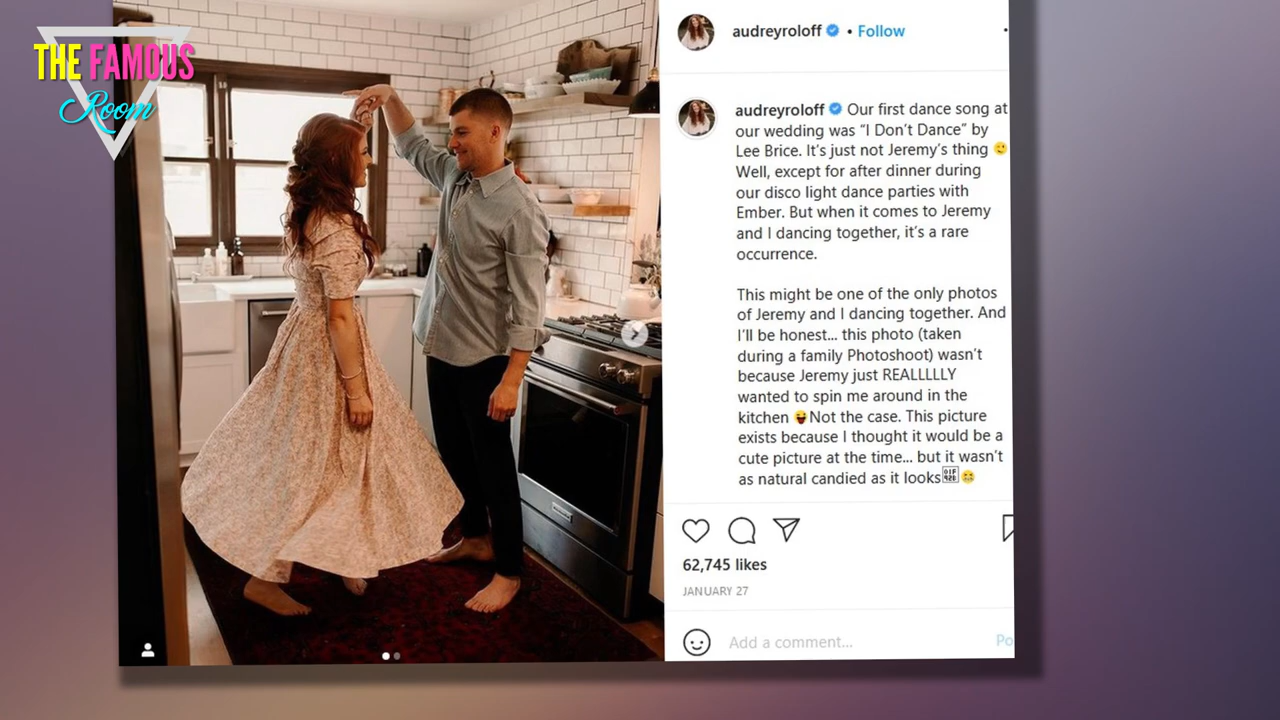 THE FAMOUS
Room
audreyroloff • Follow
audreyroloff Our first dance song at
our wedding was “I Don’t Dance” by
Lee Brice. It’s just not Jeremy’s thing 😉
Well, except for after dinner during
our disco light dance parties with
Ember. But when it comes to Jeremy
and I dancing together, it’s a rare
occurrence.
This might be one of the only photos
of Jeremy and I dancing together. And
I’ll be honest... this photo (taken
during a family Photoshoot) wasn’t
because Jeremy just REALLLLLY
wanted to spin me around in the
kitchen 😜Not the case. This picture
exists because I thought it would be a
cute picture at the time... but it wasn’t
as natural candied as it looks😁
62,745 likes
JANUARY 27
Add a comment...
Po